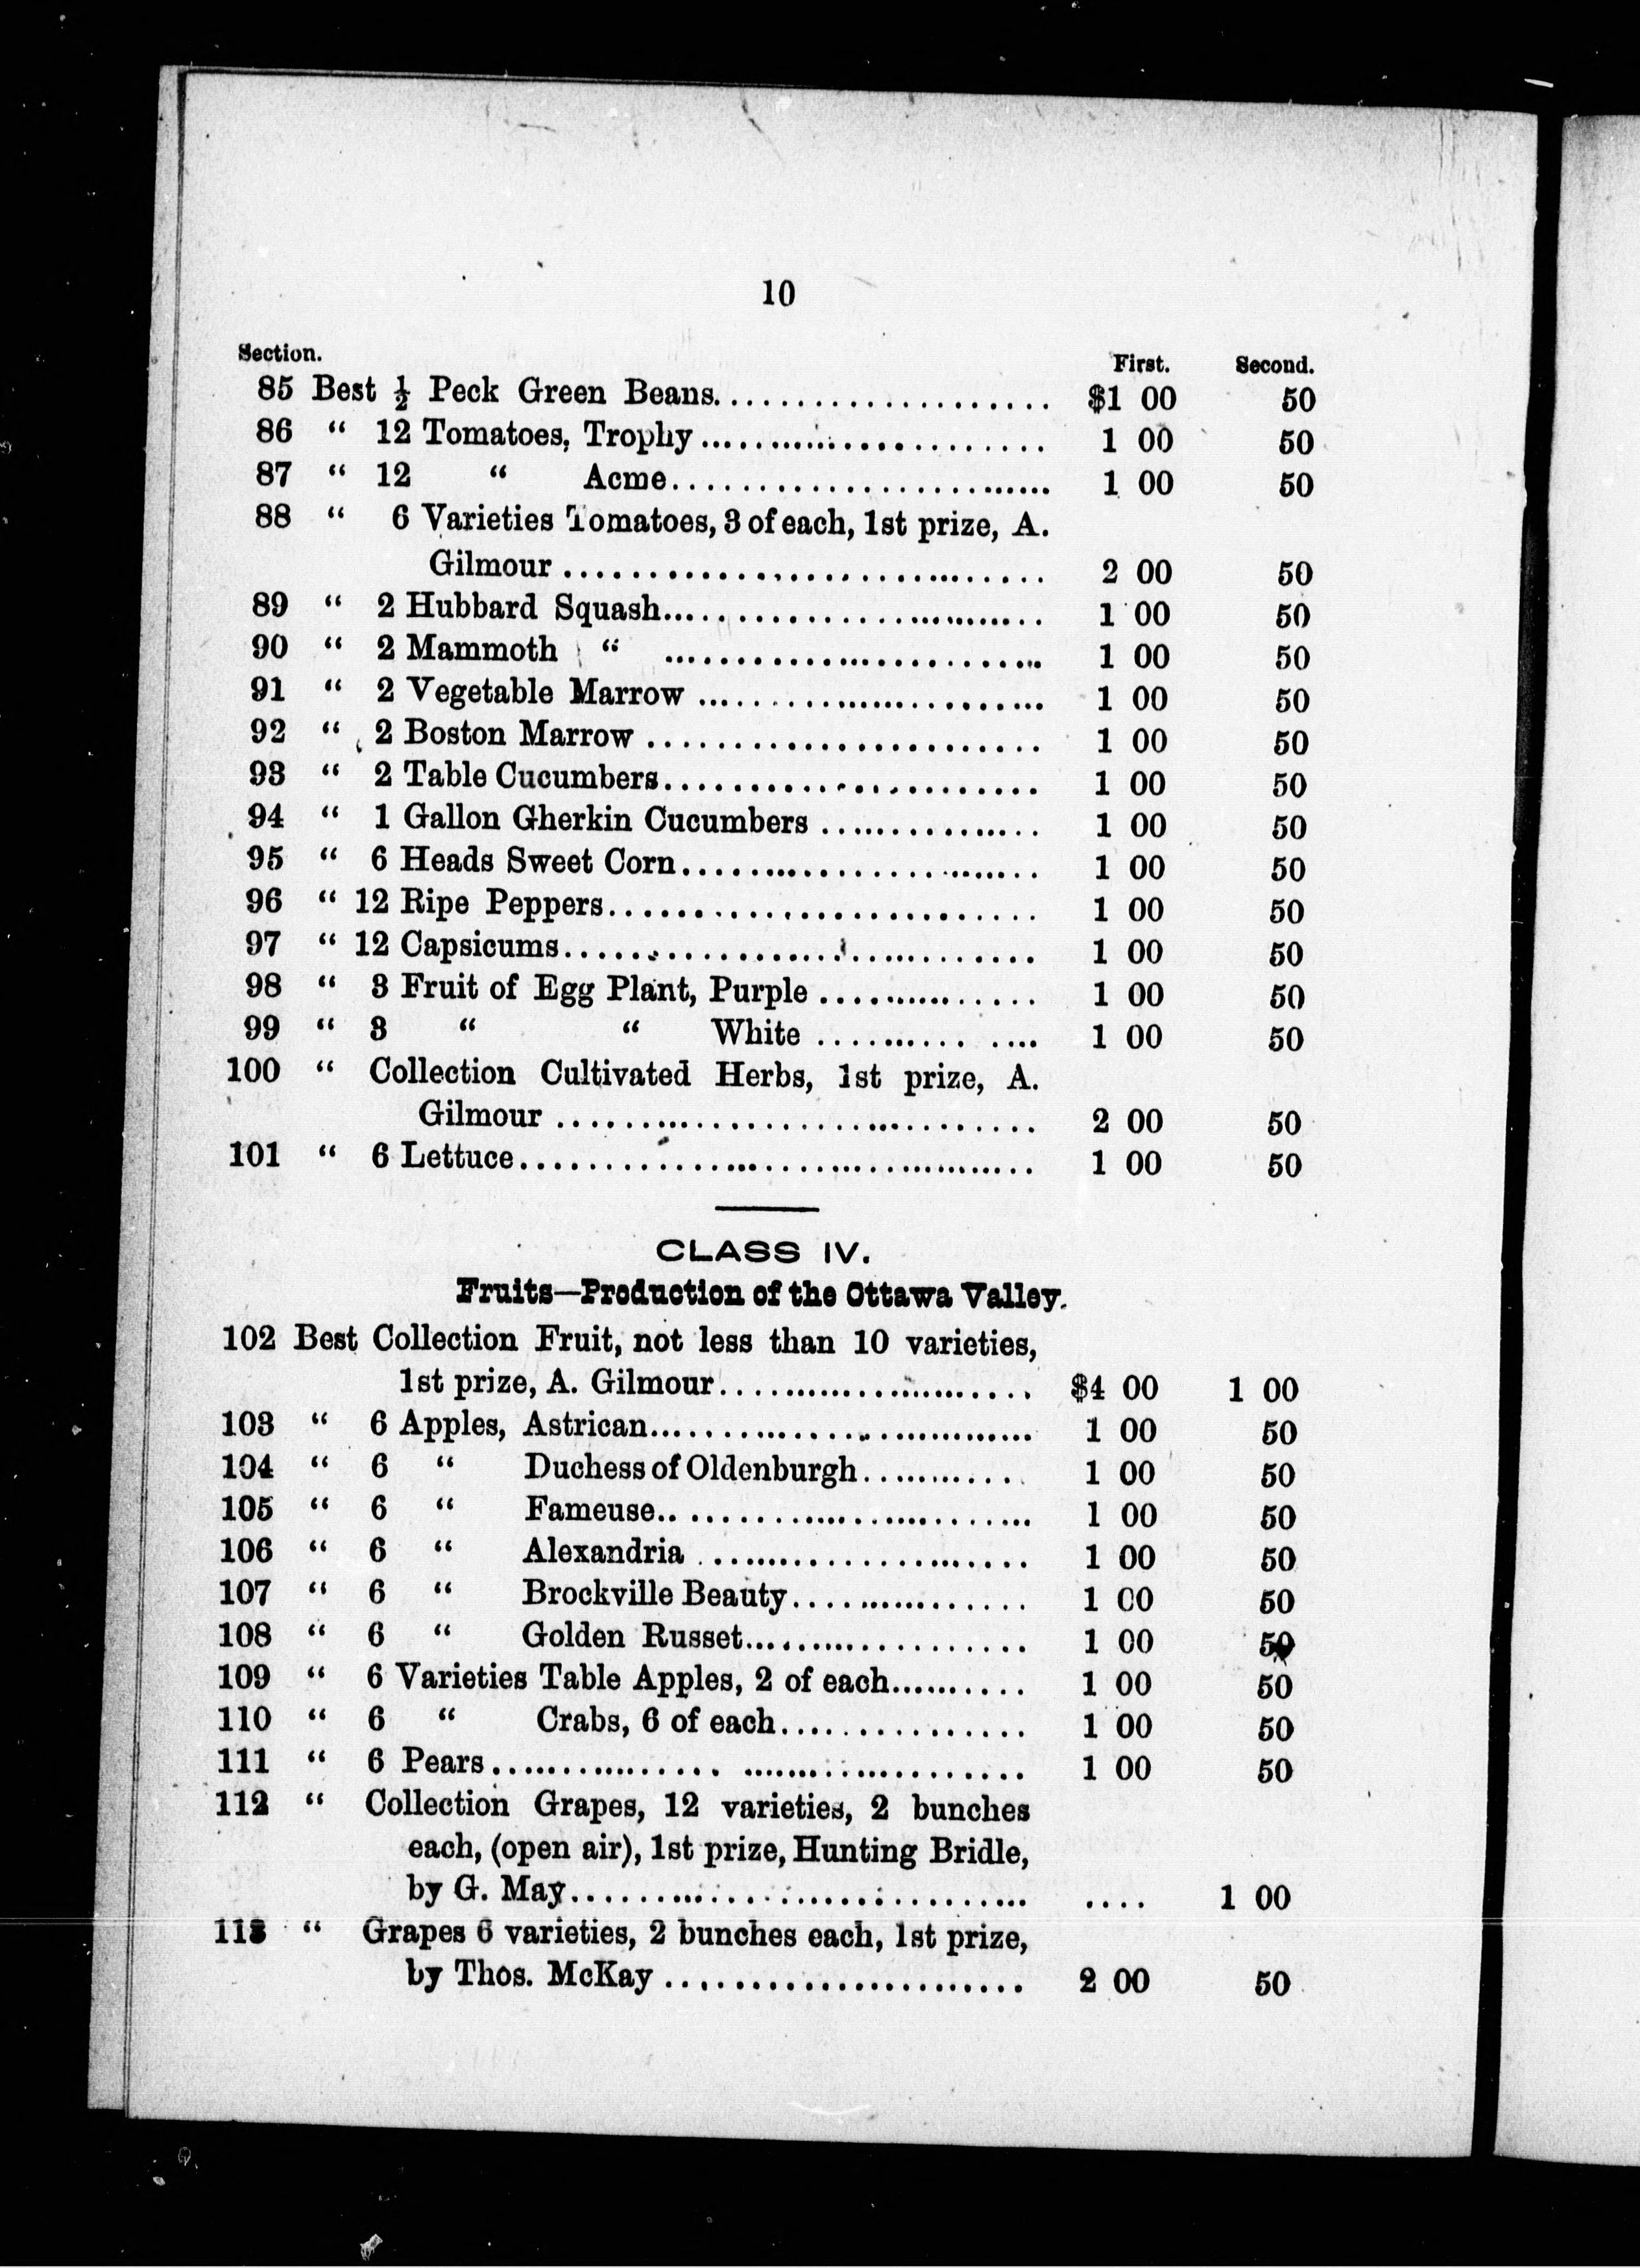 10
Section. First. Second.
85 Best ½ Peck Green Beans..................... $1 00 50
86 “ 12 Tomatoes, Trophy..................... 1 00 50
87 “ 12 “ Acme..................... 1 00 50
88 “ 6 Varieties Tomatoes, 3 of each, 1st prize, A.
Gilmour..................... 2 00 50
89 “ 2 Hubbard Squash..................... 1 00 50
90 “ 2 Mammoth “ ..................... 1 00 50
91 “ 2 Vegetable Marrow..................... 1 00 50
92 “ 2 Boston Marrow..................... 1 00 50
93 “ 2 Table Cucumbers..................... 1 00 50
94 “ 1 Gallon Gherkin Cucumbers............... 1 00 50
95 “ 6 Heads Sweet Corn..................... 1 00 50
96 “ 12 Ripe Peppers..................... 1 00 50
97 “ 12 Capsicums..................... 1 00 50
98 “ 3 Fruit of Egg Plant, Purple............... 1 00 50
99 “ 3 “ “ White............... 1 00 50
100 “ Collection Cultivated Herbs, 1st prize, A.
Gilmour..................... 2 00 50
101 “ 6 Lettuce..................... 1 00 50
CLASS IV.
Fruits—Production of the Ottawa Valley.
102 Best Collection Fruit, not less than 10 varieties,
1st prize, A. Gilmour..................... $4 00 1 00
103 “ 6 Apples, Astrican..................... 1 00 50
104 “ 6 “ Duchess of Oldenburgh............ 1 00 50
105 “ 6 “ Fameuse..................... 1 00 50
106 “ 6 “ Alexandria..................... 1 00 50
107 “ 6 “ Brockville Beauty............... 1 00 50
108 “ 6 “ Golden Russet.................. 1 00 50
109 “ 6 Varieties Table Apples, 2 of each.......... 1 00 50
110 “ 6 “ Crabs, 6 of each............... 1 00 50
111 “ 6 Pears..................... 1 00 50
112 “ Collection Grapes, 12 varieties, 2 bunches
each, (open air), 1st prize, Hunting Bridle,
by G. May..................... .... 1 00
113 “ Grapes 6 varieties, 2 bunches each, 1st prize,
by Thos. McKay..................... 2 00 50